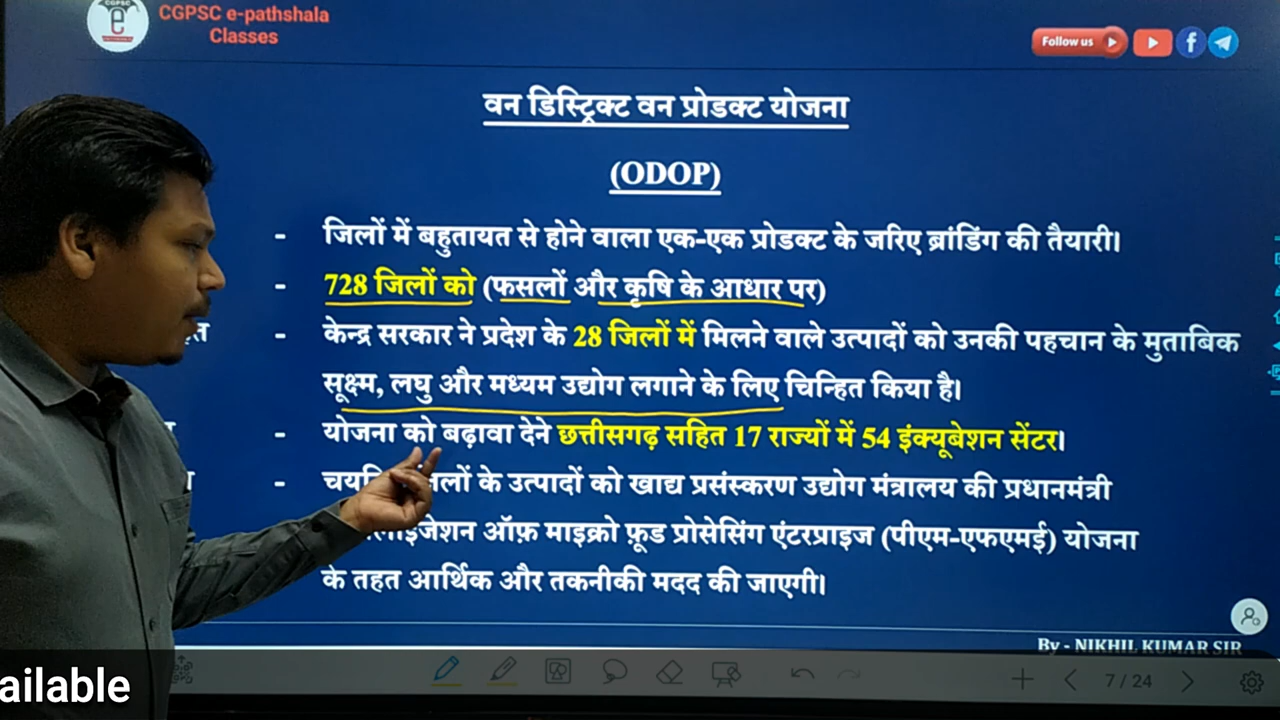 CGPSC
e
CGPSC e-pathshala
Classes
Follow us
वन डिस्ट्रिक्ट वन प्रोडक्ट योजना
(ODOP)
- जिलों में बहुतायत से होने वाला एक-एक प्रोडक्ट के जरिए ब्रांडिंग की तैयारी।
- 728 जिलों को (फसलों और कृषि के आधार पर)
- केन्द्र सरकार ने प्रदेश के 28 जिलों में मिलने वाले उत्पादों को उनकी पहचान के मुताबिक
सूक्ष्म, लघु और मध्यम उद्योग लगाने के लिए चिन्हित किया है।
- योजना को बढ़ावा देने छत्तीसगढ़ सहित 17 राज्यों में 54 इंक्यूबेशन सेंटर।
- के उत्पादों को खाद्य प्रसंस्करण उद्योग मंत्रालय की प्रधानमंत्री
ऑफ़ माइक्रो फ़ूड प्रोसेसिंग एंटरप्राइज (पीएम-एफएमई) योजना
के तहत आर्थिक और तकनीकी मदद की जाएगी।
By - NIKHIL KUMAR SIR
ailable
7 / 24